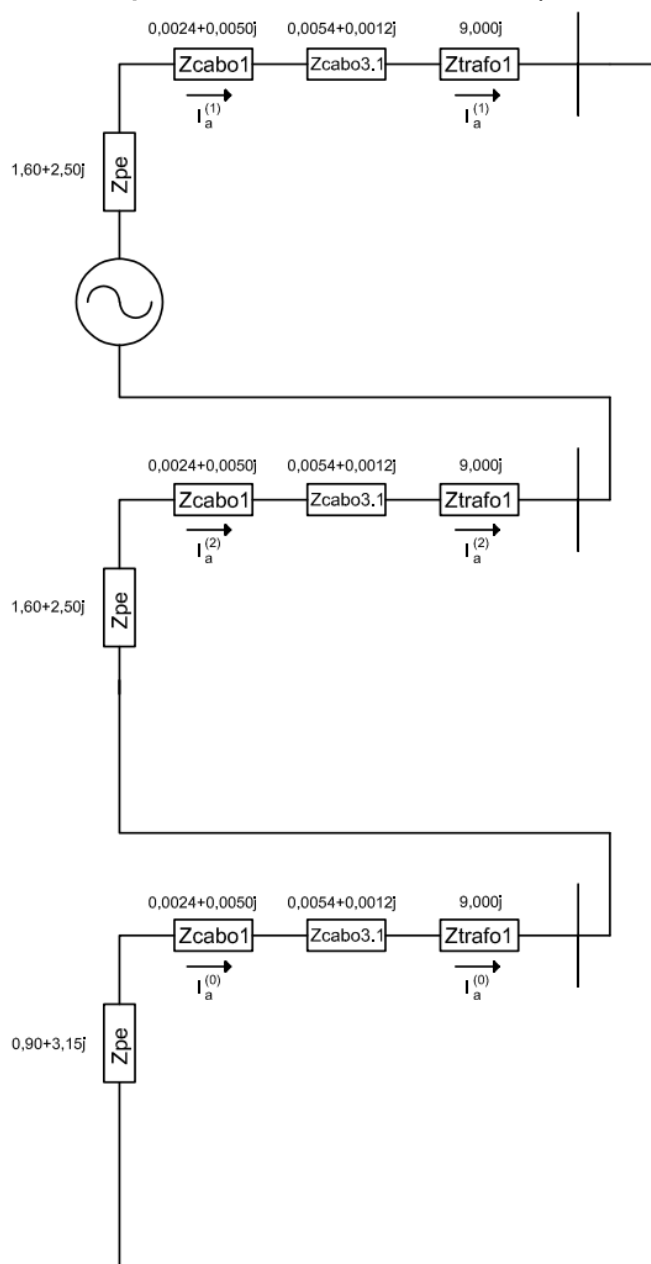 0,0024+0,0050j 0,0054+0,0012j 9,000j
Zcabo1 Zcabo3.1 Ztrafo1
I a (1) I a (1)
1,60+2,50j Zpe
0,0024+0,0050j 0,0054+0,0012j 9,000j
Zcabo1 Zcabo3.1 Ztrafo1
I a (2) I a (2)
1,60+2,50j Zpe
0,0024+0,0050j 0,0054+0,0012j 9,000j
Zcabo1 Zcabo3.1 Ztrafo1
I a (0) I a (0)
0,90+3,15j Zpe